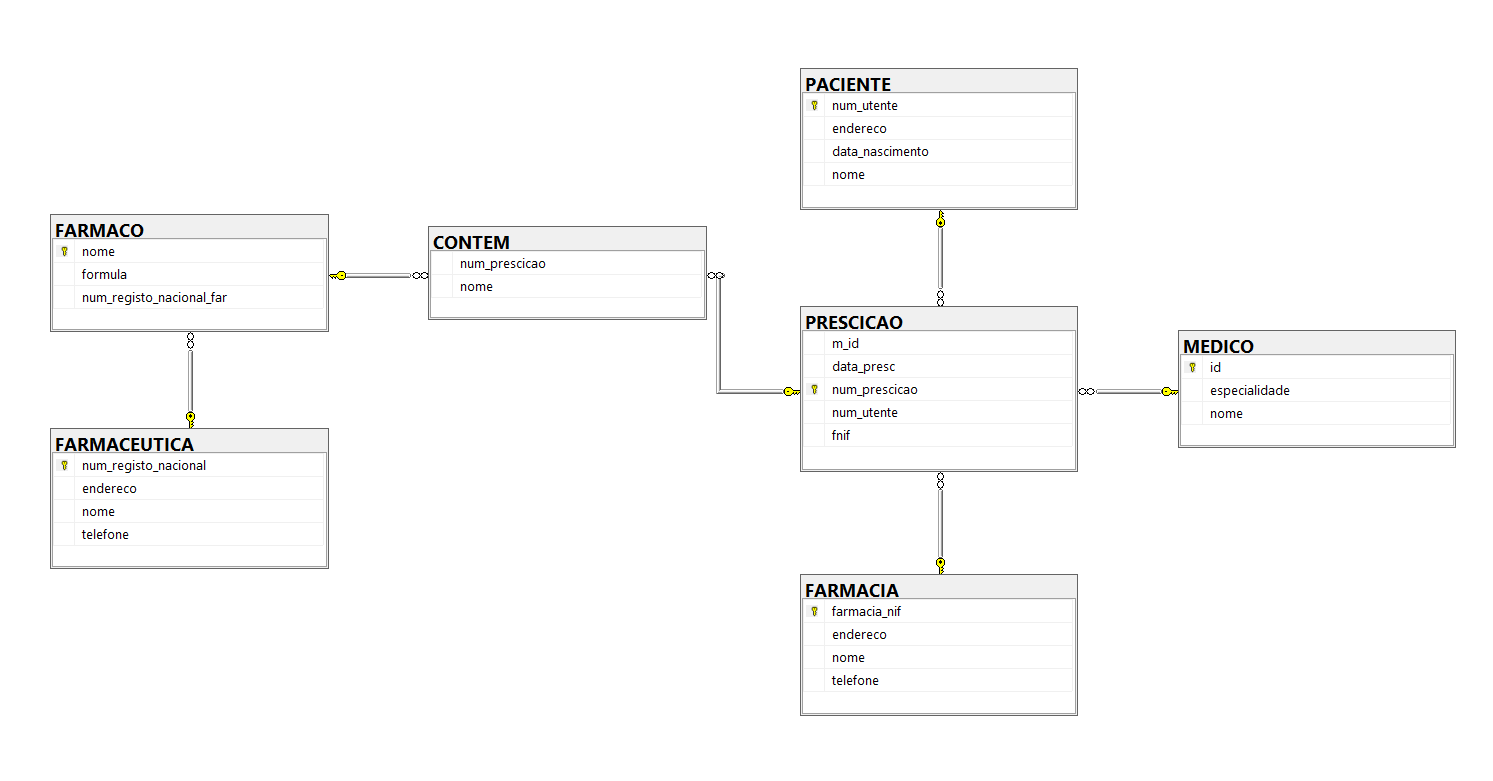 PACIENTE
num_utente
endereco
data_nascimento
nome
FARMACO
nome
formula
num_registo_nacional_far
CONTEM
num_prescicao
nome
PRESCICAO
m_id
data_presc
num_prescicao
num_utente
fnif
MEDICO
id
especialidade
nome
FARMACEUTICA
num_registo_nacional
endereco
nome
telefone
FARMACIA
farmacia_nif
endereco
nome
telefone